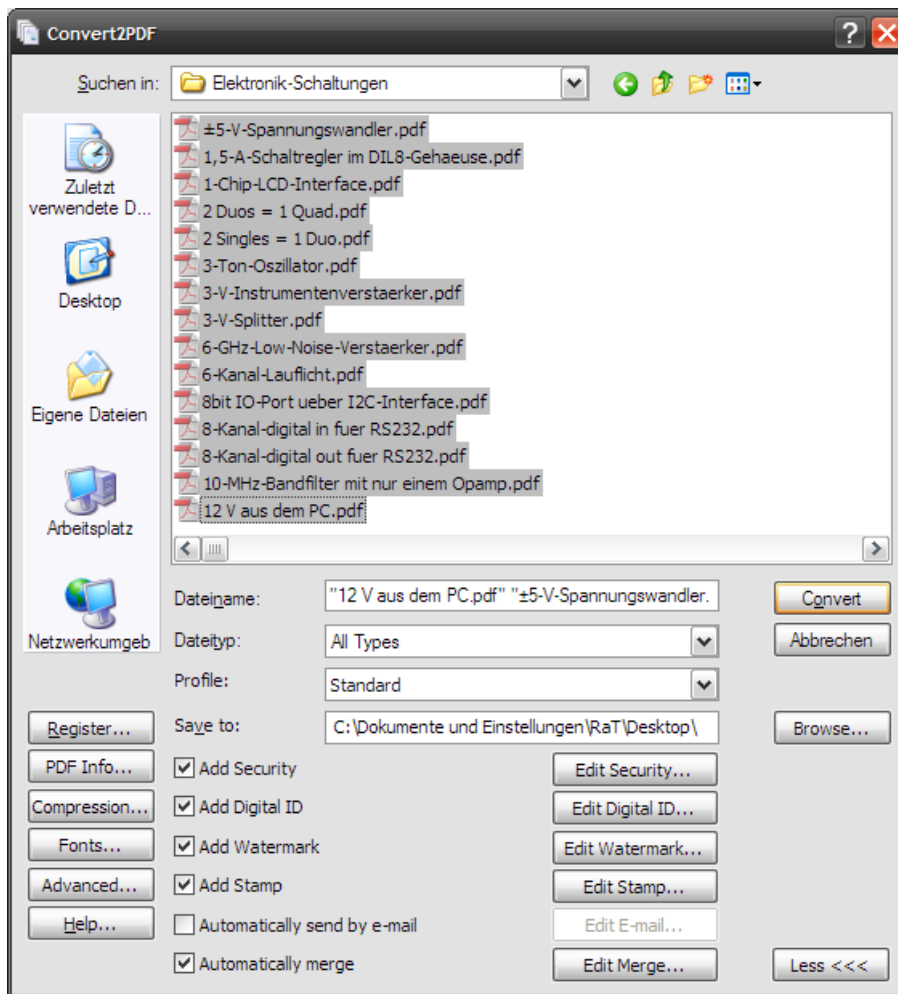 Convert2PDF
Suchen in: Elektronik-Schaltungen
±5-V-Spannungswandler.pdf
1,5-A-Schaltregler im DIL8-Gehaeuse.pdf
1-Chip-LCD-Interface.pdf
2 Duos = 1 Quad.pdf
2 Singles = 1 Duo.pdf
3-Ton-Oszillator.pdf
3-V-Instrumentenverstaerker.pdf
3-V-Splitter.pdf
6-GHz-Low-Noise-Verstaerker.pdf
6-Kanal-Lauflicht.pdf
8bit IO-Port ueber I2C-Interface.pdf
8-Kanal-digital in fuer RS232.pdf
8-Kanal-digital out fuer RS232.pdf
10-MHz-Bandfilter mit nur einem Opamp.pdf
12 V aus dem PC.pdf
Zuletzt
verwendete D...
Desktop
Eigene Dateien
Arbeitsplatz
Netzwerkumgeb
Dateiname: "12 V aus dem PC.pdf" "±5-V-Spannungswandler. Convert
Dateityp: All Types Abbrechen
Profile: Standard
Register... Save to: C:\Dokumente und Einstellungen\RaT\Desktop\ Browse...
PDF Info... Add Security Edit Security...
Compression... Add Digital ID Edit Digital ID...
Fonts... Add Watermark Edit Watermark...
Advanced... Add Stamp Edit Stamp...
Help... Automatically send by e-mail Edit E-mail...
Automatically merge Edit Merge... Less <<<